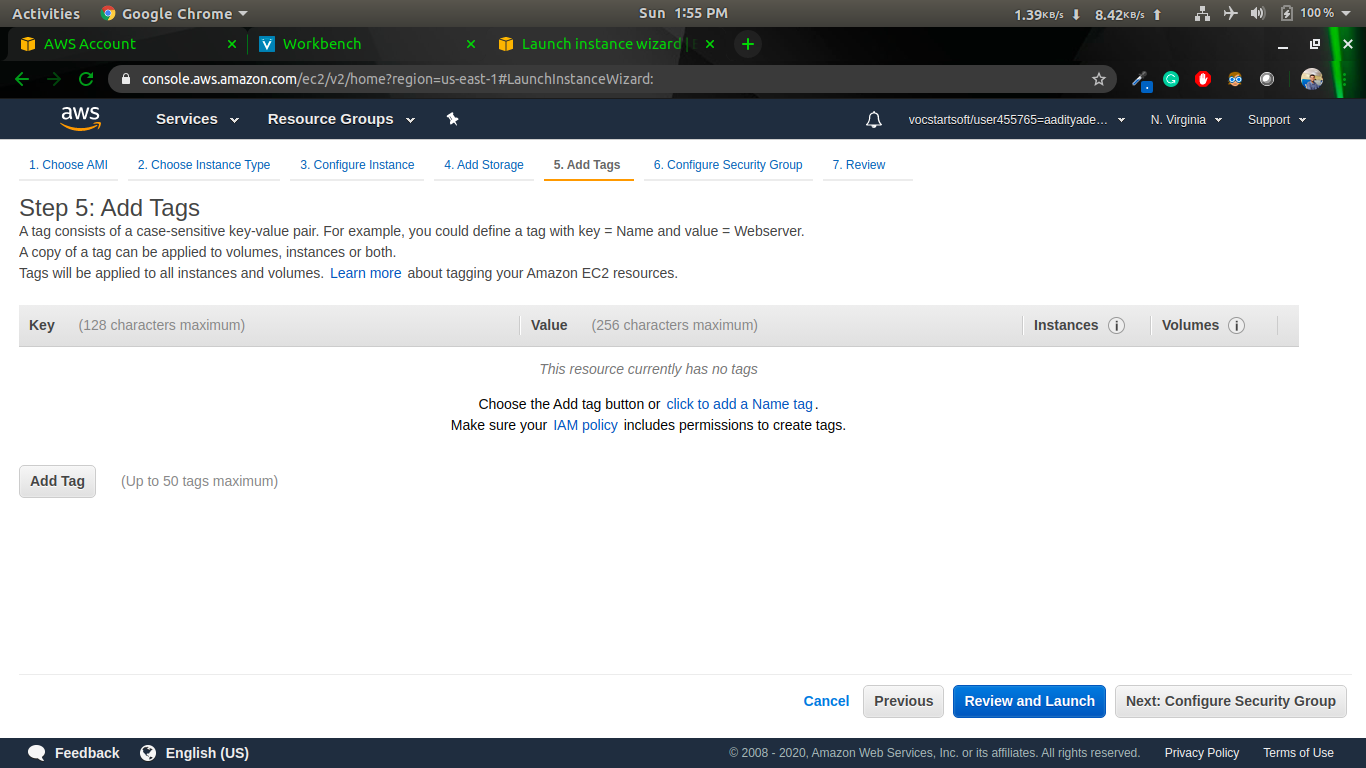 Activities Google Chrome Sun 1:55 PM 1.39KB/s 8.42KB/s 100%
AWS Account Workbench Launch instance wizard |
console.aws.amazon.com/ec2/v2/home?region=us-east-1#LaunchInstanceWizard:
aws Services Resource Groups vocstartsoft/user455765=aadityade... N. Virginia Support
1. Choose AMI 2. Choose Instance Type 3. Configure Instance 4. Add Storage 5. Add Tags 6. Configure Security Group 7. Review
Step 5: Add Tags
A tag consists of a case-sensitive key-value pair. For example, you could define a tag with key = Name and value = Webserver.
A copy of a tag can be applied to volumes, instances or both.
Tags will be applied to all instances and volumes. Learn more about tagging your Amazon EC2 resources.
Key (128 characters maximum) Value (256 characters maximum) Instances Volumes
This resource currently has no tags
Choose the Add tag button or click to add a Name tag.
Make sure your IAM policy includes permissions to create tags.
Add Tag (Up to 50 tags maximum)
Cancel Previous Review and Launch Next: Configure Security Group
Feedback English (US) © 2008 - 2020, Amazon Web Services, Inc. or its affiliates. All rights reserved. Privacy Policy Terms of Use